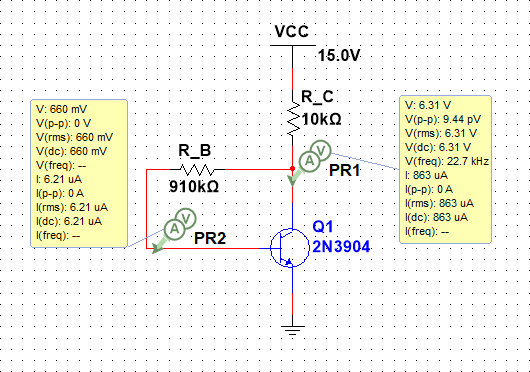 VCC
15.0V
R_C
10kΩ
V: 660 mV
V(p-p): 0 V
V(rms): 660 mV
V(dc): 660 mV
V(freq): --
I: 6.21 uA
I(p-p): 0 A
I(rms): 6.21 uA
I(dc): 6.21 uA
I(freq): --
R_B
910kΩ
A V
PR1
V: 6.31 V
V(p-p): 9.44 pV
V(rms): 6.31 V
V(dc): 6.31 V
V(freq): 22.7 kHz
I: 863 uA
I(p-p): 0 A
I(rms): 863 uA
I(dc): 863 uA
I(freq): --
A V
PR2
Q1
2N3904